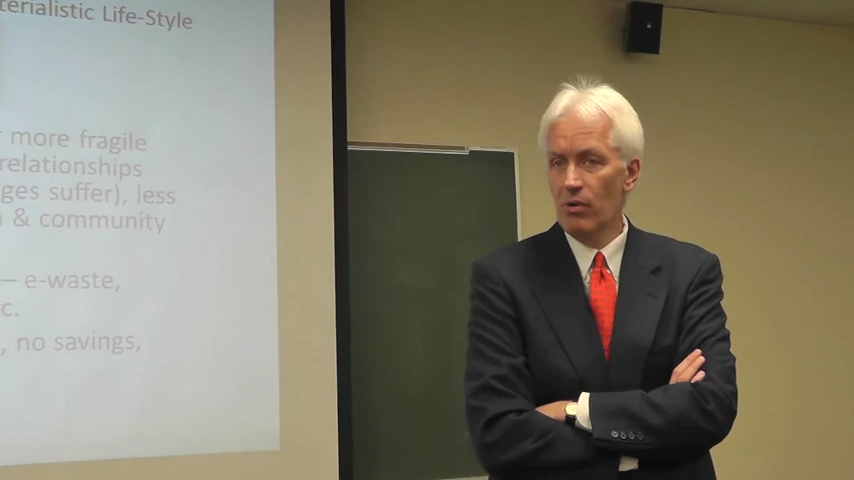 terialistic Life-Style
more fragile
relationships
ges suffer), less
& community
– e-waste,
c.
, no savings,